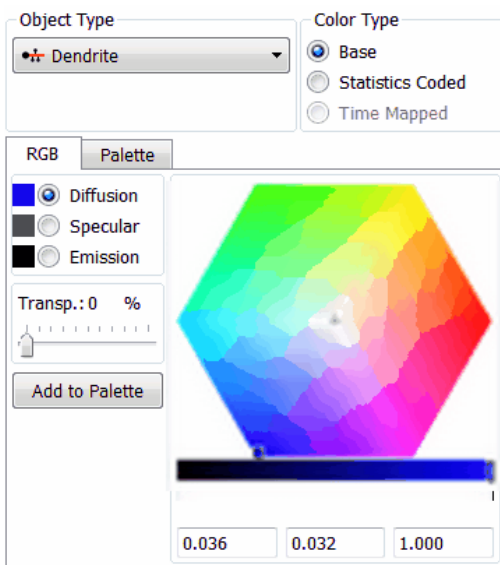 Object Type
Color Type
Dendrite
Base
Statistics Coded
Time Mapped
RGB
Palette
Diffusion
Specular
Emission
Transp.: 0 %
Add to Palette
0.036 0.032 1.000